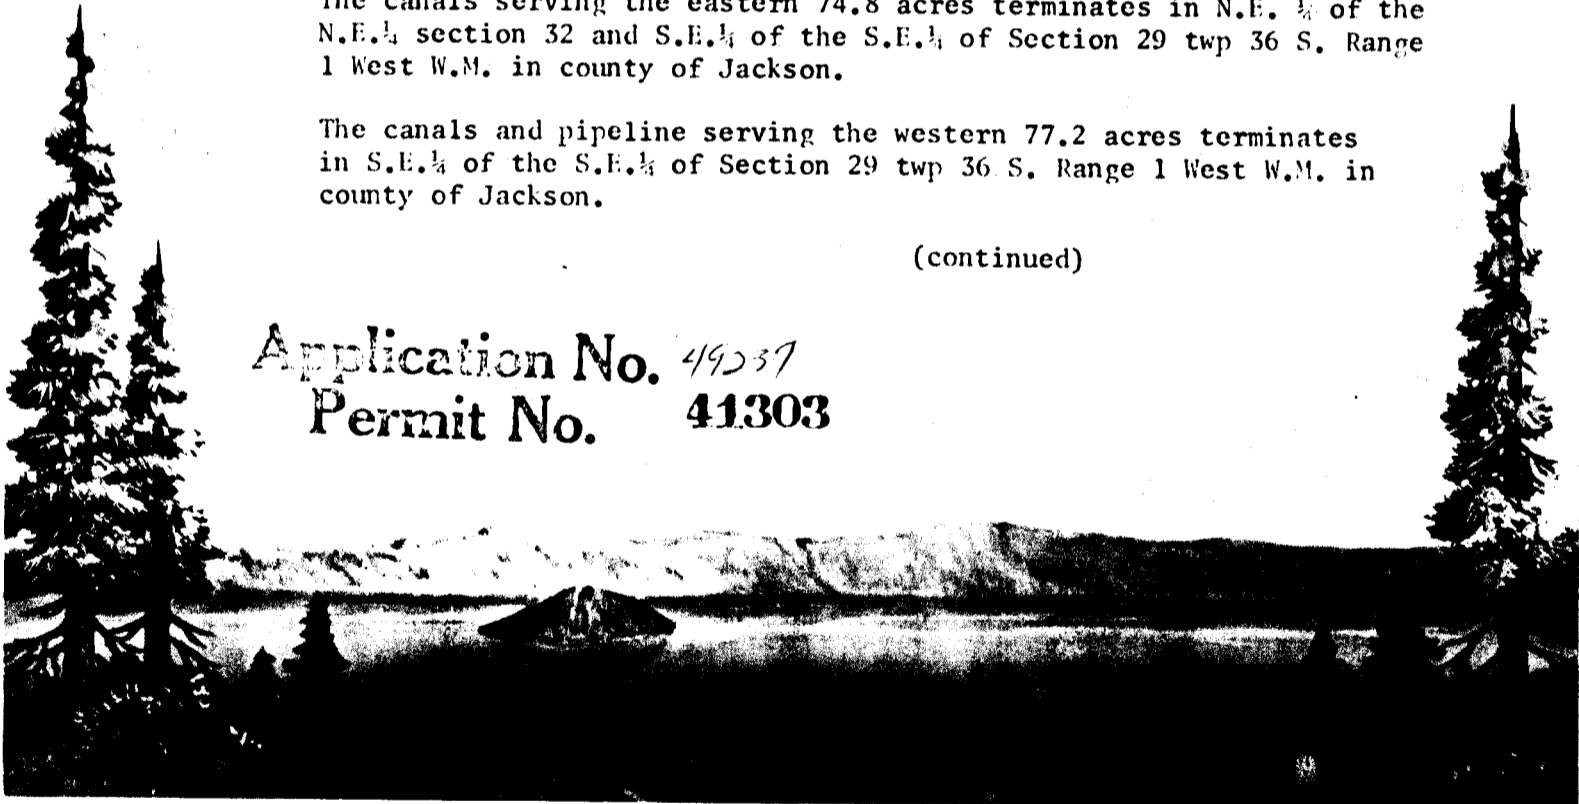 The canals serving the eastern 74.8 acres terminates in N.E. ¼ of the
N.E.¼ section 32 and S.E.¼ of the S.E.¼ of Section 29 twp 36 S. Range
1 West W.M. in county of Jackson.
The canals and pipeline serving the western 77.2 acres terminates
in S.E.¼ of the S.E.¼ of Section 29 twp 36 S. Range 1 West W.M. in
county of Jackson.
(continued)
Application No. 49237
Permit No. 41303